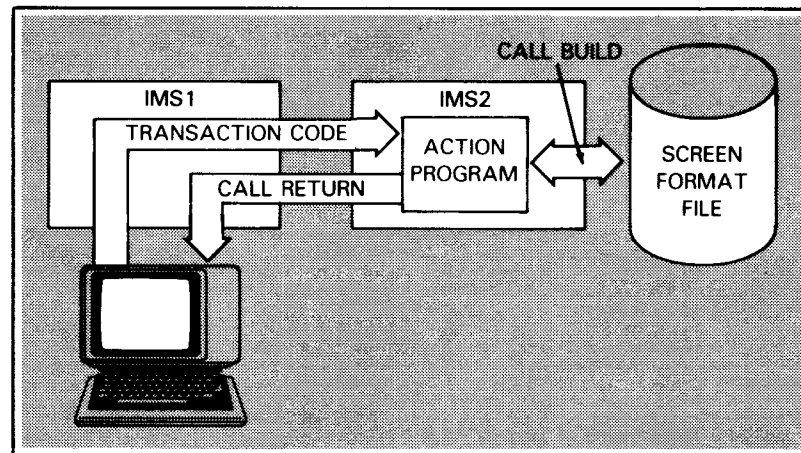 CALL BUILD
IMS1
IMS2
TRANSACTION CODE
ACTION
PROGRAM
CALL RETURN
SCREEN
FORMAT
FILE